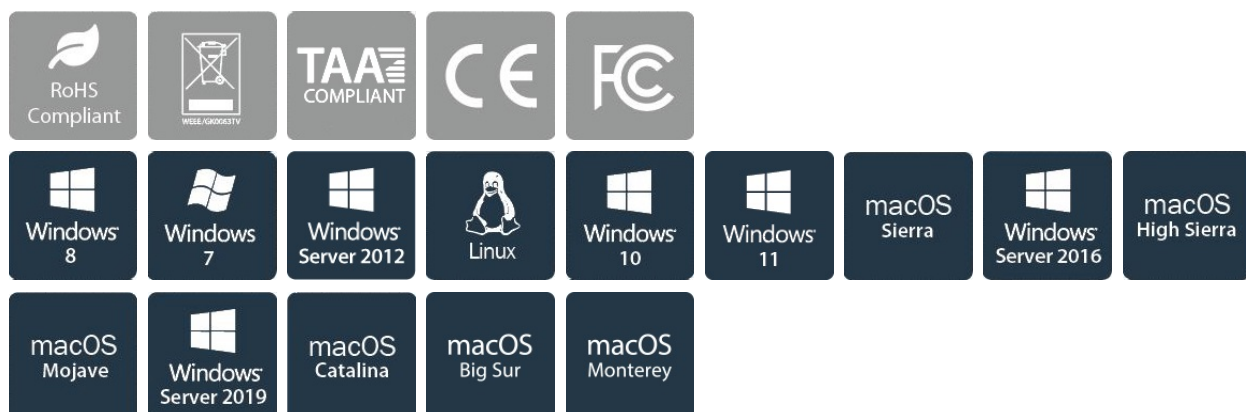 RoHS
Compliant
WEEE/GK0063TV
TAA
COMPLIANT
CE
FC
Windows
8
Windows
7
Windows
Server 2012
Linux
Windows
10
Windows
11
macOS
Sierra
Windows
Server 2016
macOS
High Sierra
macOS
Mojave
Windows
Server 2019
macOS
Catalina
macOS
Big Sur
macOS
Monterey